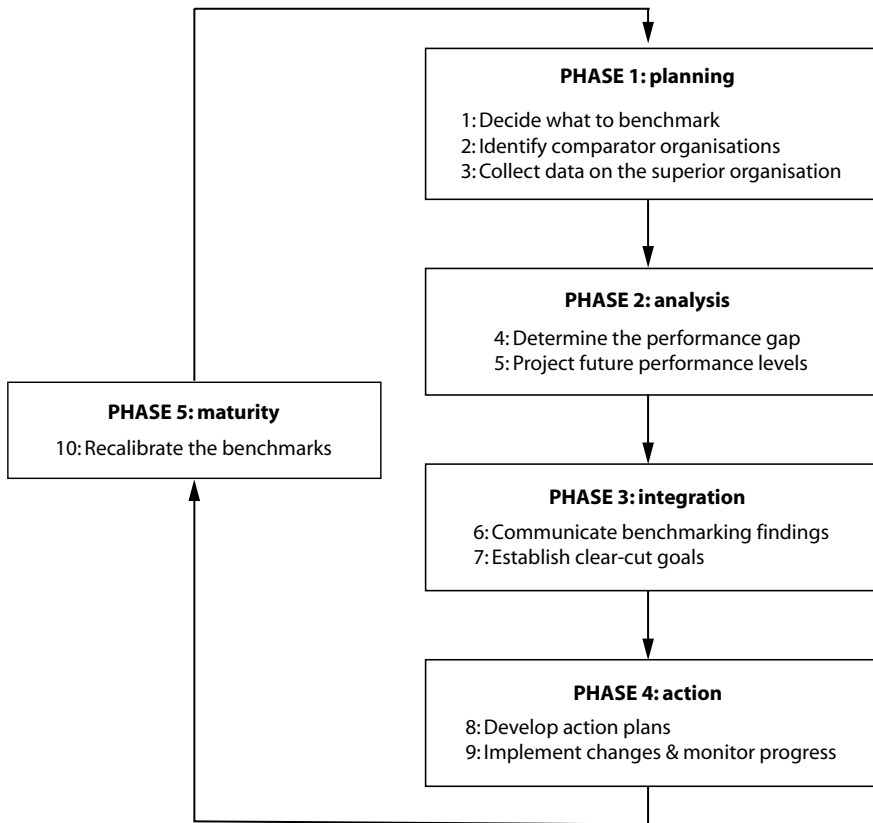 PHASE 1: planning
1: Decide what to benchmark
2: Identify comparator organisations
3: Collect data on the superior organisation
PHASE 2: analysis
4: Determine the performance gap
5: Project future performance levels
PHASE 3: integration
6: Communicate benchmarking findings
7: Establish clear-cut goals
PHASE 4: action
8: Develop action plans
9: Implement changes & monitor progress
PHASE 5: maturity
10: Recalibrate the benchmarks